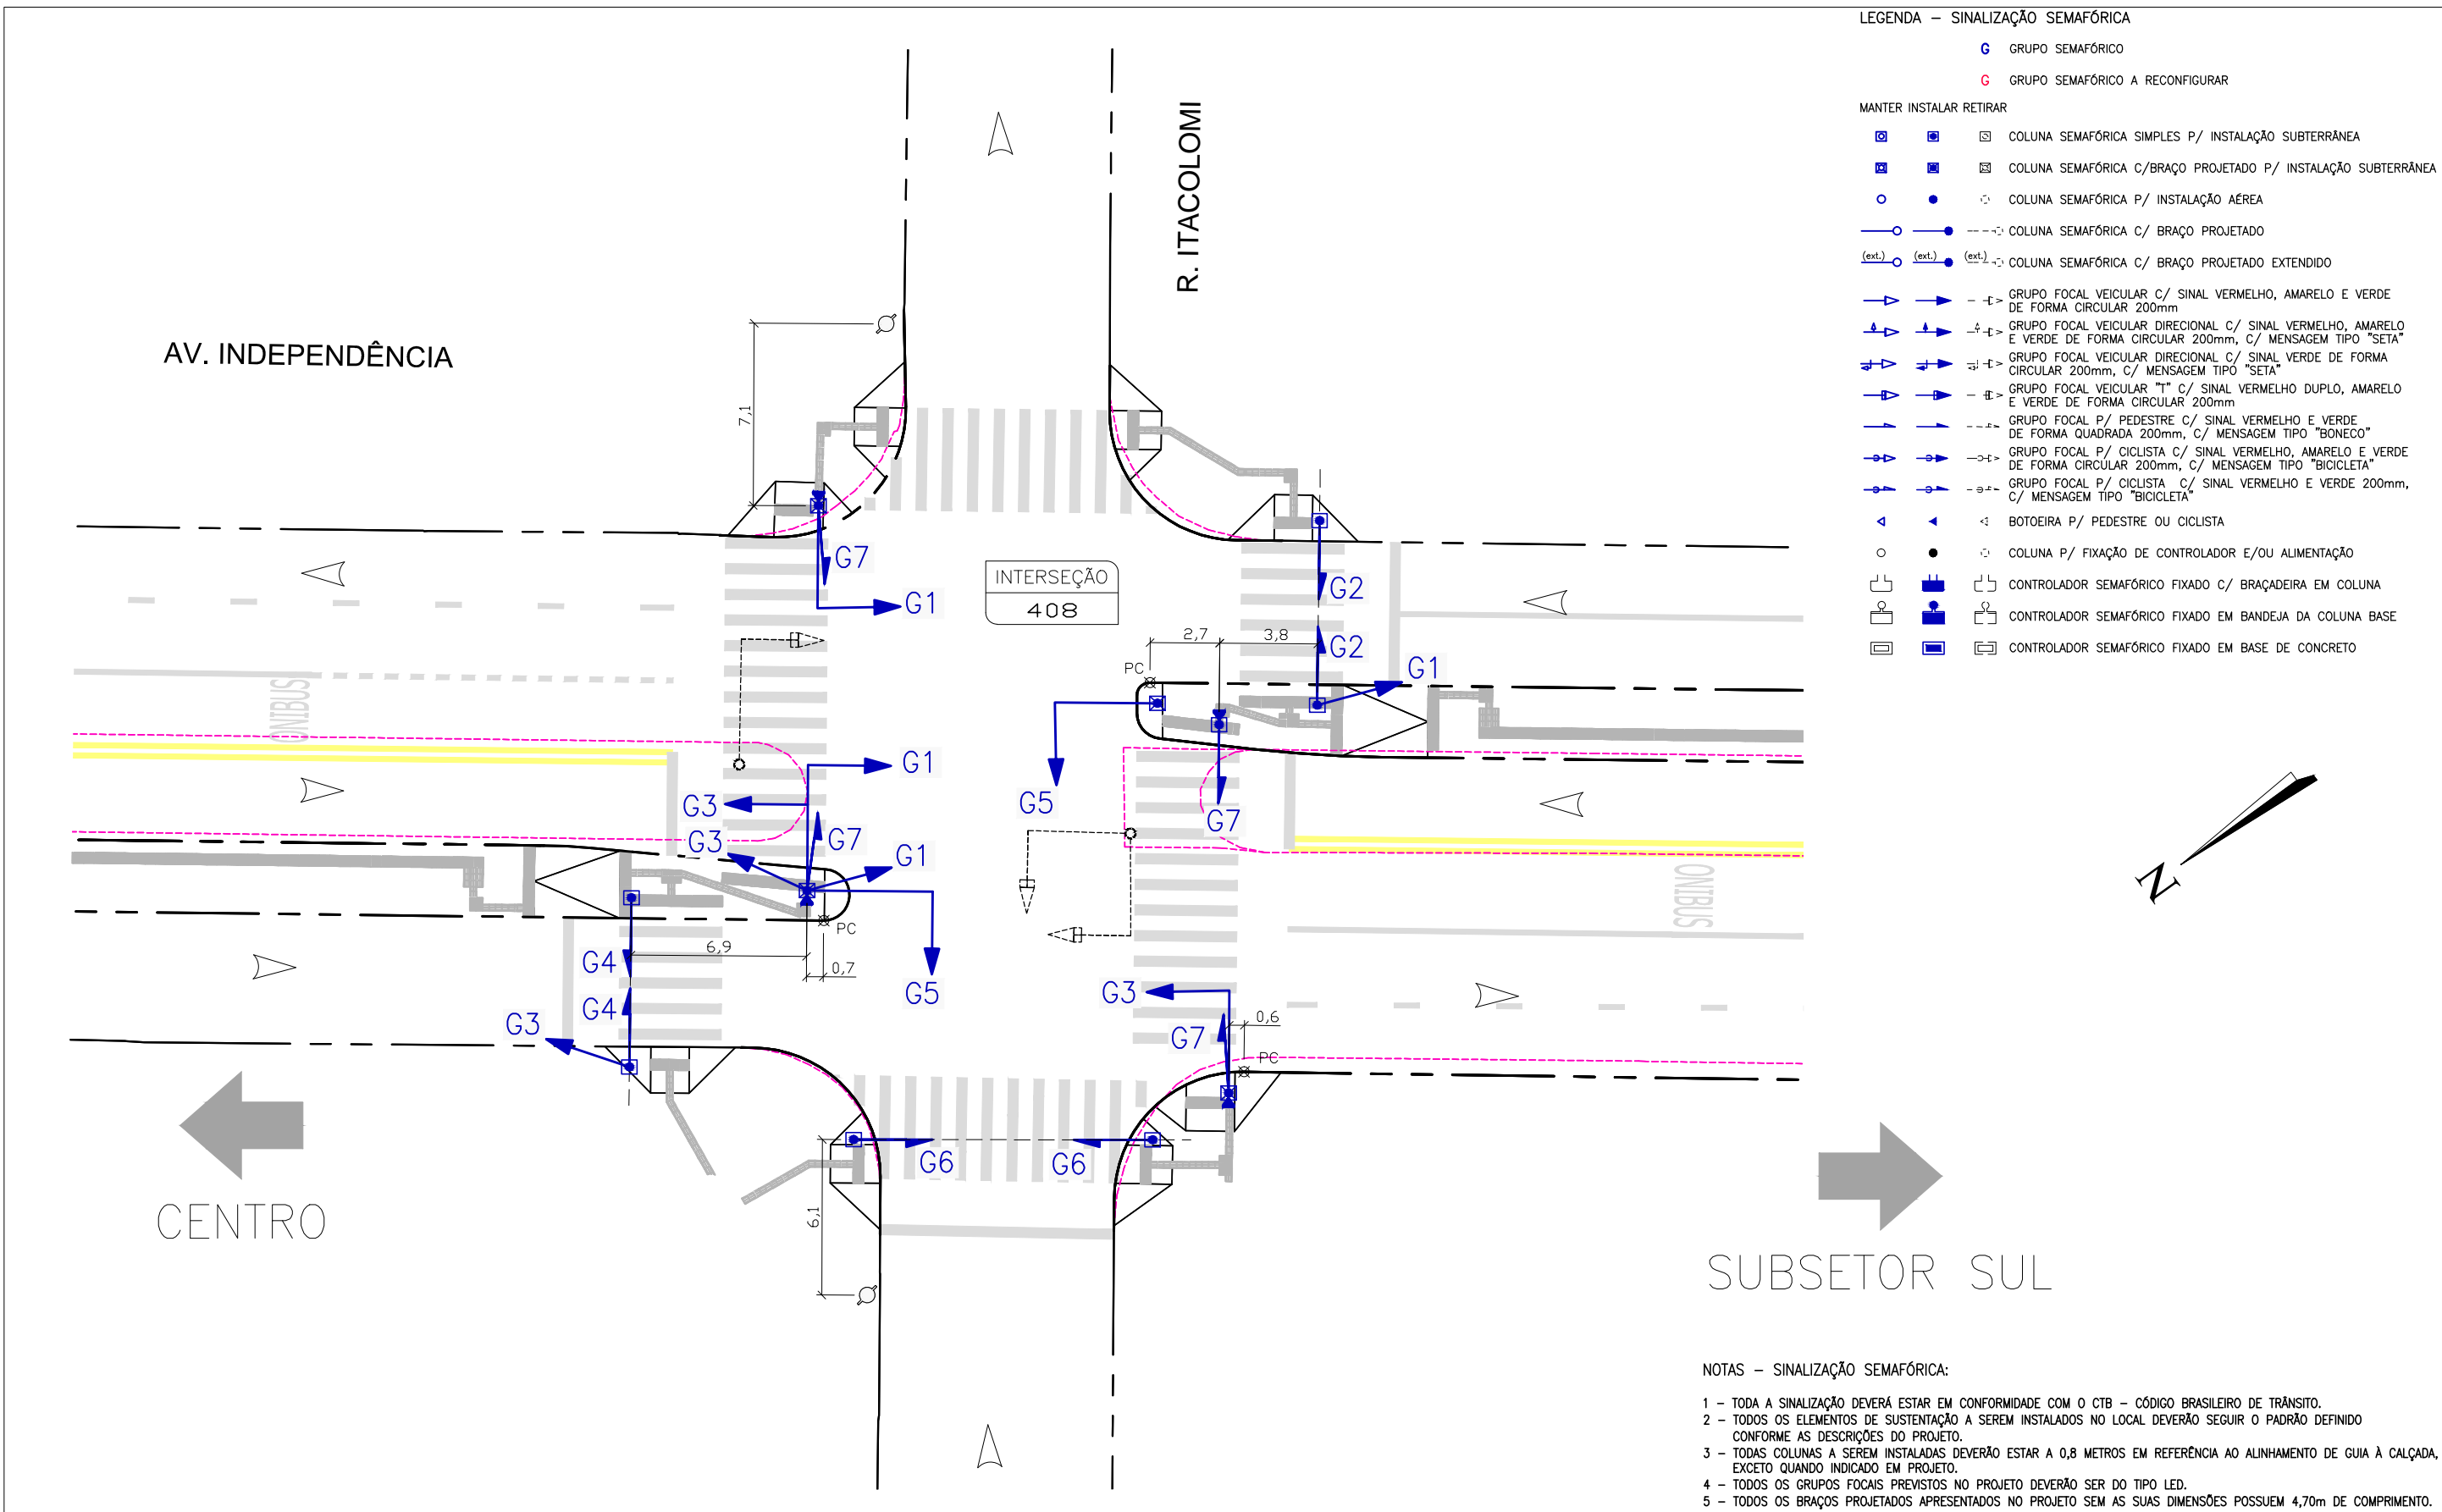 LEGENDA – SINALIZAÇÃO SEMAFÓRICA
G GRUPO SEMAFÓRICO
G GRUPO SEMAFÓRICO A RECONFIGURAR
MANTER INSTALAR RETIRAR
COLUNA SEMAFÓRICA SIMPLES P/ INSTALAÇÃO SUBTERRÂNEA
COLUNA SEMAFÓRICA C/BRAÇO PROJETADO P/ INSTALAÇÃO SUBTERRÂNEA
COLUNA SEMAFÓRICA P/ INSTALAÇÃO AÉREA
COLUNA SEMAFÓRICA C/ BRAÇO PROJETADO
(ext.) (ext.) (ext.) COLUNA SEMAFÓRICA C/ BRAÇO PROJETADO EXTENDIDO
GRUPO FOCAL VEICULAR C/ SINAL VERMELHO, AMARELO E VERDE
DE FORMA CIRCULAR 200mm
GRUPO FOCAL VEICULAR DIRECIONAL C/ SINAL VERMELHO, AMARELO
E VERDE DE FORMA CIRCULAR 200mm, C/ MENSAGEM TIPO "SETA"
GRUPO FOCAL VEICULAR DIRECIONAL C/ SINAL VERDE DE FORMA
CIRCULAR 200mm, C/ MENSAGEM TIPO "SETA"
GRUPO FOCAL VEICULAR "T" C/ SINAL VERMELHO DUPLO, AMARELO
E VERDE DE FORMA CIRCULAR 200mm
GRUPO FOCAL P/ PEDESTRE C/ SINAL VERMELHO E VERDE
DE FORMA QUADRADA 200mm, C/ MENSAGEM TIPO "BONECO"
GRUPO FOCAL P/ CICLISTA C/ SINAL VERMELHO, AMARELO E VERDE
DE FORMA CIRCULAR 200mm, C/ MENSAGEM TIPO "BICICLETA"
GRUPO FOCAL P/ CICLISTA C/ SINAL VERMELHO E VERDE 200mm,
C/ MENSAGEM TIPO "BICICLETA"
BOTOEIRA P/ PEDESTRE OU CICLISTA
COLUNA P/ FIXAÇÃO DE CONTROLADOR E/OU ALIMENTAÇÃO
CONTROLADOR SEMAFÓRICO FIXADO C/ BRAÇADEIRA EM COLUNA
CONTROLADOR SEMAFÓRICO FIXADO EM BANDEJA DA COLUNA BASE
CONTROLADOR SEMAFÓRICO FIXADO EM BASE DE CONCRETO
R. ITACOLOMI
AV. INDEPENDÊNCIA
7,1
G7
G1
INTERSEÇÃO
408
G2
2,7
3,8
G2
PC
G1
ONIBUS
G1
G3
G5
G7
G7
G3
G1
PC
ONIBUS
6,9
0,7
G4
G5
G3
G4
G3
0,6
G7
PC
G6
G6
6,1
N
CENTRO
SUBSETOR SUL
NOTAS – SINALIZAÇÃO SEMAFÓRICA:
1 – TODA A SINALIZAÇÃO DEVERÁ ESTAR EM CONFORMIDADE COM O CTB – CÓDIGO BRASILEIRO DE TRÂNSITO.
2 – TODOS OS ELEMENTOS DE SUSTENTAÇÃO A SEREM INSTALADOS NO LOCAL DEVERÃO SEGUIR O PADRÃO DEFINIDO
CONFORME AS DESCRIÇÕES DO PROJETO.
3 – TODAS COLUNAS A SEREM INSTALADAS DEVERÃO ESTAR A 0,8 METROS EM REFERÊNCIA AO ALINHAMENTO DE GUIA À CALÇADA,
EXCETO QUANDO INDICADO EM PROJETO.
4 – TODOS OS GRUPOS FOCAIS PREVISTOS NO PROJETO DEVERÃO SER DO TIPO LED.
5 – TODOS OS BRAÇOS PROJETADOS APRESENTADOS NO PROJETO SEM AS SUAS DIMENSÕES POSSUEM 4,70m DE COMPRIMENTO.